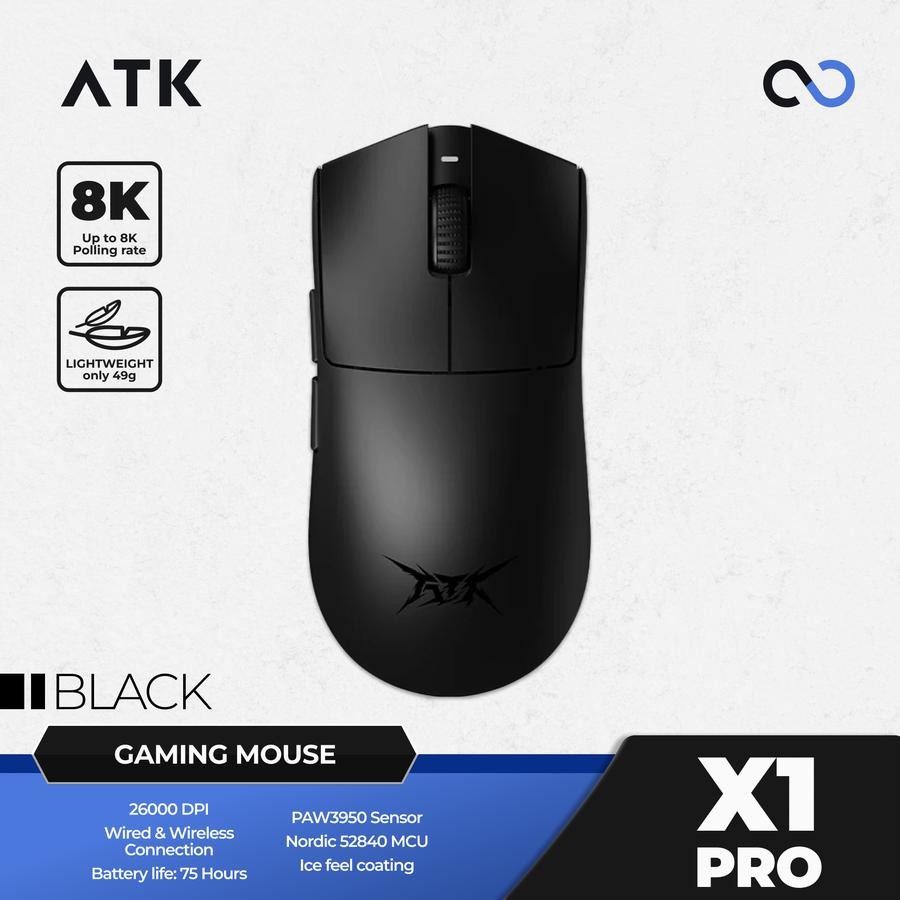 ATK
8K
Up to 8K
Polling rate
LIGHTWEIGHT
only 49g
ATK
BLACK
GAMING MOUSE
26000 DPI
Wired & Wireless
Connection
Battery life: 75 Hours
PAW3950 Sensor
Nordic 52840 MCU
Ice feel coating
X1
PRO